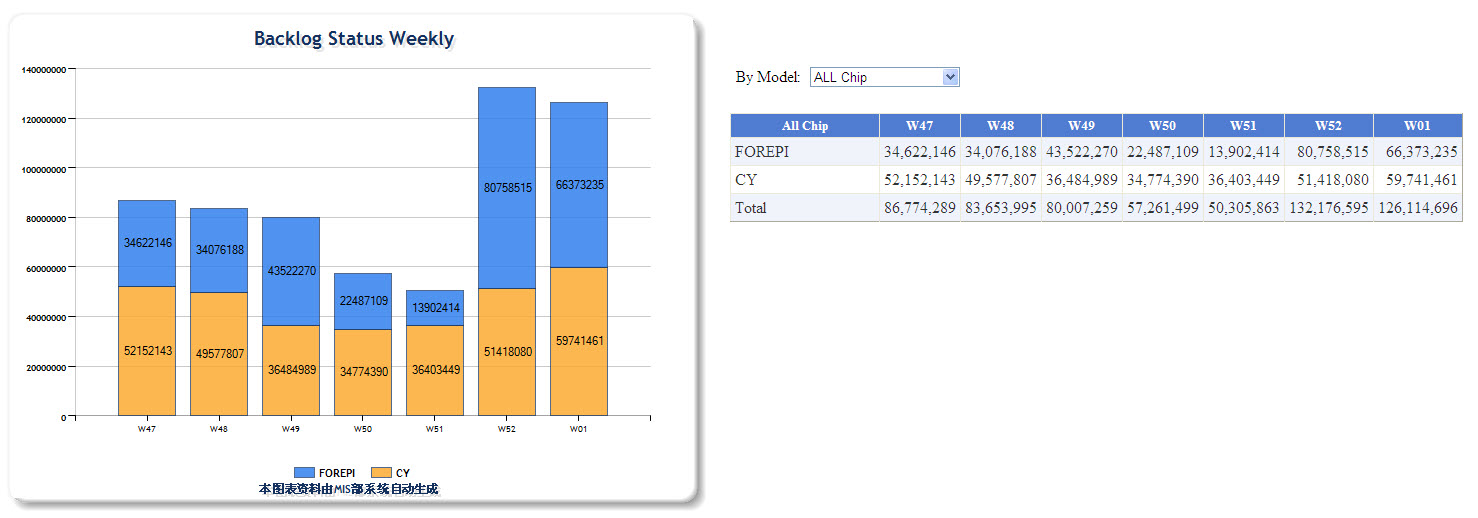 Backlog Status Weekly
140000000
120000000
100000000
80000000
60000000
40000000
20000000
0
34622146
34076188
43522270
22487109
13902414
80758515
66373235
52152143
49577807
36484989
34774390
36403449
51418080
59741461
W47 W48 W49 W50 W51 W52 W01
FOREPI CY
本图表资料由MIS部系统自动生成
By Model: ALL Chip
All Chip W47 W48 W49 W50 W51 W52 W01
FOREPI 34,622,146 34,076,188 43,522,270 22,487,109 13,902,414 80,758,515 66,373,235
CY 52,152,143 49,577,807 36,484,989 34,774,390 36,403,449 51,418,080 59,741,461
Total 86,774,289 83,653,995 80,007,259 57,261,499 50,305,863 132,176,595 126,114,696